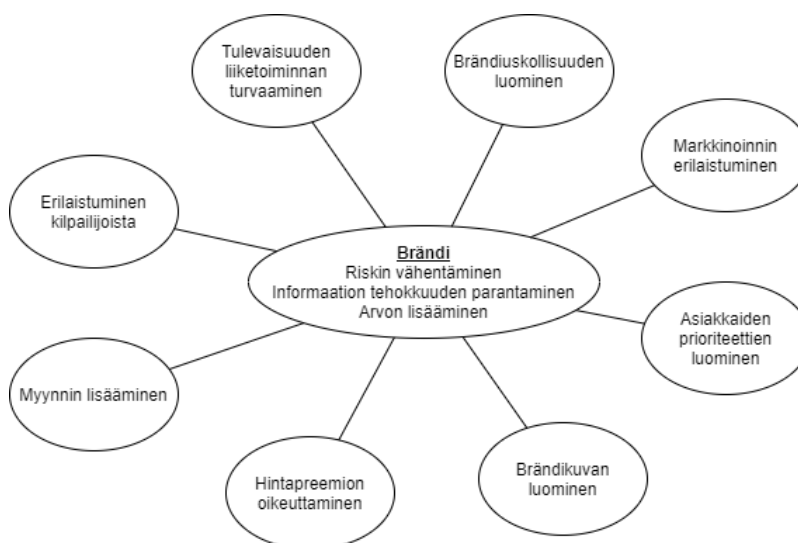 Tulevaisuuden
liiketoiminnan
turvaaminen
Brändiuskollisuuden
luominen
Markkinoinnin
erilaistuminen
Erilaistuminen
kilpailijoista
Brändi
Riskin vähentäminen
Informaation tehokkuuden parantaminen
Arvon lisääminen
Asiakkaiden
prioriteettien
luominen
Myynnin lisääminen
Hintapreemion
oikeuttaminen
Brändikuvan
luominen